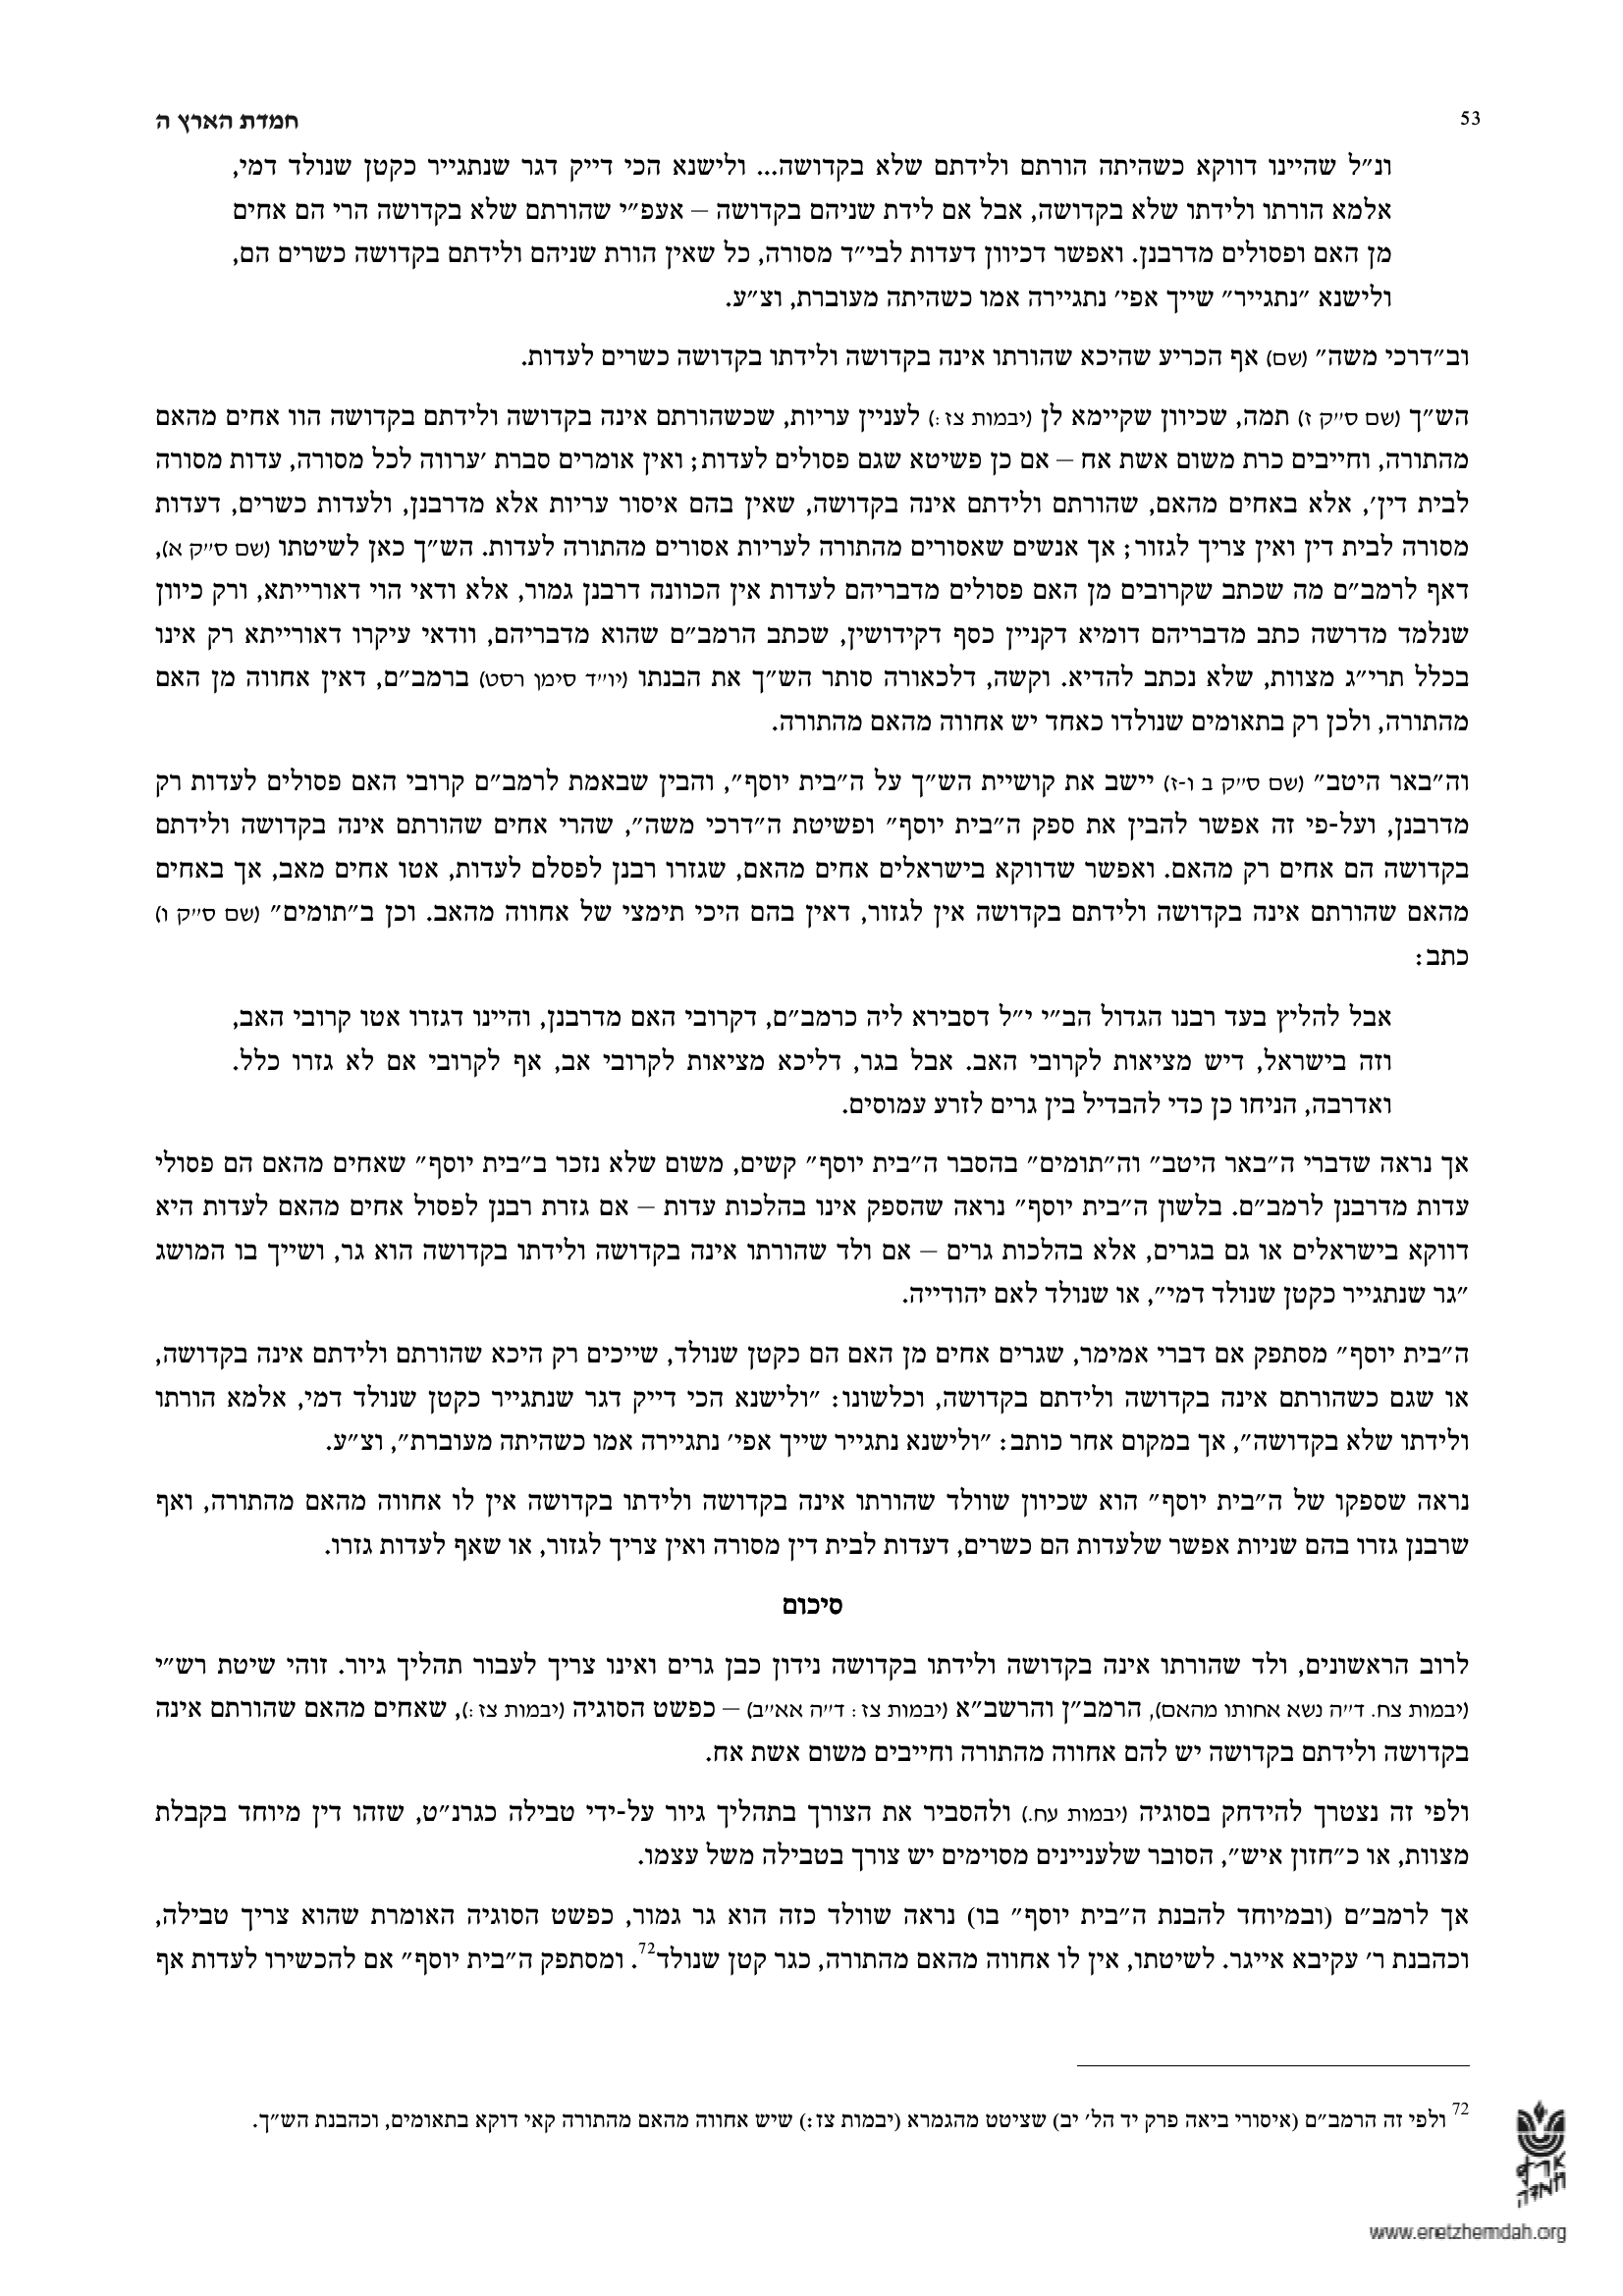 53
חמדת הארץ ה
ונ״ל שהיינו דווקא כשהיתה הורתם ולידתם שלא בקדושה... ולישנא הכי דייק דגר שנתגייר כקטן שנולד דמי,
אלמא הורתו ולידתו שלא בקדושה, אבל אם לידת שניהם בקדושה – אעפ״י שהורתם שלא בקדושה הרי הם אחים
מן האם ופסולים מדרבנן. ואפשר דכיוון דעדות לבי״ד מסורה, כל שאין הורת שניהם ולידתם בקדושה כשרים הם,
ולישנא ״נתגייר״ שייך אפי׳ נתגיירה אמו כשהיתה מעוברת, וצ״ע.
וב״דרכי משה״ (שם) אף הכריע שהיכא שהורתו אינה בקדושה ולידתו בקדושה כשרים לעדות.
הש״ך (שם ס״ק ז) תמה, שכיוון שקיימא לן (יבמות צז:) לעניין עריות, שכשהורתם אינה בקדושה ולידתם בקדושה הוו אחים מהאם
מהתורה, וחייבים כרת משום אשת אח – אם כן פשיטא שגם פסולים לעדות; ואין אומרים סברת ׳ערווה לכל מסורה, עדות מסורה
לבית דין׳, אלא באחים מהאם, שהורתם ולידתם אינה בקדושה, שאין בהם איסור עריות אלא מדרבנן, ולעדות כשרים, דעדות
מסורה לבית דין ואין צריך לגזור; אך אנשים שאסורים מהתורה לעריות אסורים מהתורה לעדות. הש״ך כאן לשיטתו (שם ס״ק א),
דאף לרמב״ם מה שכתב שקרובים מן האם פסולים מדבריהם לעדות אין הכוונה דרבנן גמור, אלא ודאי הוי דאורייתא, ורק כיוון
שנלמד מדרשה כתב מדבריהם דומיא דקניין כסף דקידושין, שכתב הרמב״ם שהוא מדבריהם, וודאי עיקרו דאורייתא רק אינו
בכלל תרי״ג מצוות, שלא נכתב להדיא. וקשה, דלכאורה סותר הש״ך את הבנתו (יו״ד סימן רסט) ברמב״ם, דאין אחווה מן האם
מהתורה, ולכן רק בתאומים שנולדו כאחד יש אחווה מהאם מהתורה.
וה״באר היטב״ (שם ס״ק ב ו-ז) יישב את קושיית הש״ך על ה״בית יוסף״, והבין שבאמת לרמב״ם קרובי האם פסולים לעדות רק
מדרבנן, ועל-פי זה אפשר להבין את ספק ה״בית יוסף״ ופשיטת ה״דרכי משה״, שהרי אחים שהורתם אינה בקדושה ולידתם
בקדושה הם אחים רק מהאם. ואפשר שדווקא בישראלים אחים מהאם, שגזרו רבנן לפסלם לעדות, אטו אחים מאב, אך באחים
מהאם שהורתם אינה בקדושה ולידתם בקדושה אין לגזור, דאין בהם היכי תימצי של אחווה מהאב. וכן ב״תומים״ (שם ס״ק ו)
כתב:
אבל להליץ בעד רבנו הגדול הב״י י״ל דסבירא ליה כרמב״ם, דקרובי האם מדרבנן, והיינו דגזרו אטו קרובי האב,
וזה בישראל, דיש מציאות לקרובי האב. אבל בגר, דליכא מציאות לקרובי אב, אף לקרובי אם לא גזרו כלל.
ואדרבה, הניחו כן כדי להבדיל בין גרים לזרע עמוסים.
אך נראה שדברי ה״באר היטב״ וה״תומים״ בהסבר ה״בית יוסף״ קשים, משום שלא נזכר ב״בית יוסף״ שאחים מהאם הם פסולי
עדות מדרבנן לרמב״ם. בלשון ה״בית יוסף״ נראה שהספק אינו בהלכות עדות – אם גזרת רבנן לפסול אחים מהאם לעדות היא
דווקא בישראלים או גם בגרים, אלא בהלכות גרים – אם ולד שהורתו אינה בקדושה ולידתו בקדושה הוא גר, ושייך בו המושג
״גר שנתגייר כקטן שנולד דמי״, או שנולד לאם יהודייה.
ה״בית יוסף״ מסתפק אם דברי אמימר, שגרים אחים מן האם הם כקטן שנולד, שייכים רק היכא שהורתם ולידתם אינה בקדושה,
או שגם כשהורתם אינה בקדושה ולידתם בקדושה, וכלשונו: ״ולישנא הכי דייק דגר שנתגייר כקטן שנולד דמי, אלמא הורתו
ולידתו שלא בקדושה״, אך במקום אחר כותב: ״ולישנא נתגייר שייך אפי׳ נתגיירה אמו כשהיתה מעוברת״, וצ״ע.
נראה שספקו של ה״בית יוסף״ הוא שכיוון שוולד שהורתו אינה בקדושה ולידתו בקדושה אין לו אחווה מהאם מהתורה, ואף
שרבנן גזרו בהם שניות אפשר שלעדות הם כשרים, דעדות לבית דין מסורה ואין צריך לגזור, או שאף לעדות גזרו.
סיכום
לרוב הראשונים, ולד שהורתו אינה בקדושה ולידתו בקדושה נידון כבן גרים ואינו צריך לעבור תהליך גיור. זוהי שיטת רש״י
(יבמות צח. ד״ה נשא אחותו מהאם), הרמב״ן והרשב״א (יבמות צז: ד״ה אא״ב) – כפשט הסוגיה (יבמות צז:), שאחים מהאם שהורתם אינה
בקדושה ולידתם בקדושה יש להם אחווה מהתורה וחייבים משום אשת אח.
ולפי זה נצטרך להידחק בסוגיה (יבמות עח.) ולהסביר את הצורך בתהליך גיור על-ידי טבילה כגרנ״ט, שזהו דין מיוחד בקבלת
מצוות, או כ״חזון איש״, הסובר שלעניינים מסוימים יש צורך בטבילה משל עצמו.
אך לרמב״ם (ובמיוחד להבנת ה״בית יוסף״ בו) נראה שוולד כזה הוא גר גמור, כפשט הסוגיה האומרת שהוא צריך טבילה,
וכהבנת ר׳ עקיבא אייגר. לשיטתו, אין לו אחווה מהאם מהתורה, כגר קטן שנולד72. ומסתפק ה״בית יוסף״ אם להכשירו לעדות אף
72 ולפי זה הרמב״ם (איסורי ביאה פרק יד הל׳ יב) שציטט מהגמרא (יבמות צז:) שיש אחווה מהאם מהתורה קאי דוקא בתאומים, וכהבנת הש״ך.
ארץ
חמדה
www.eretzhemdah.org